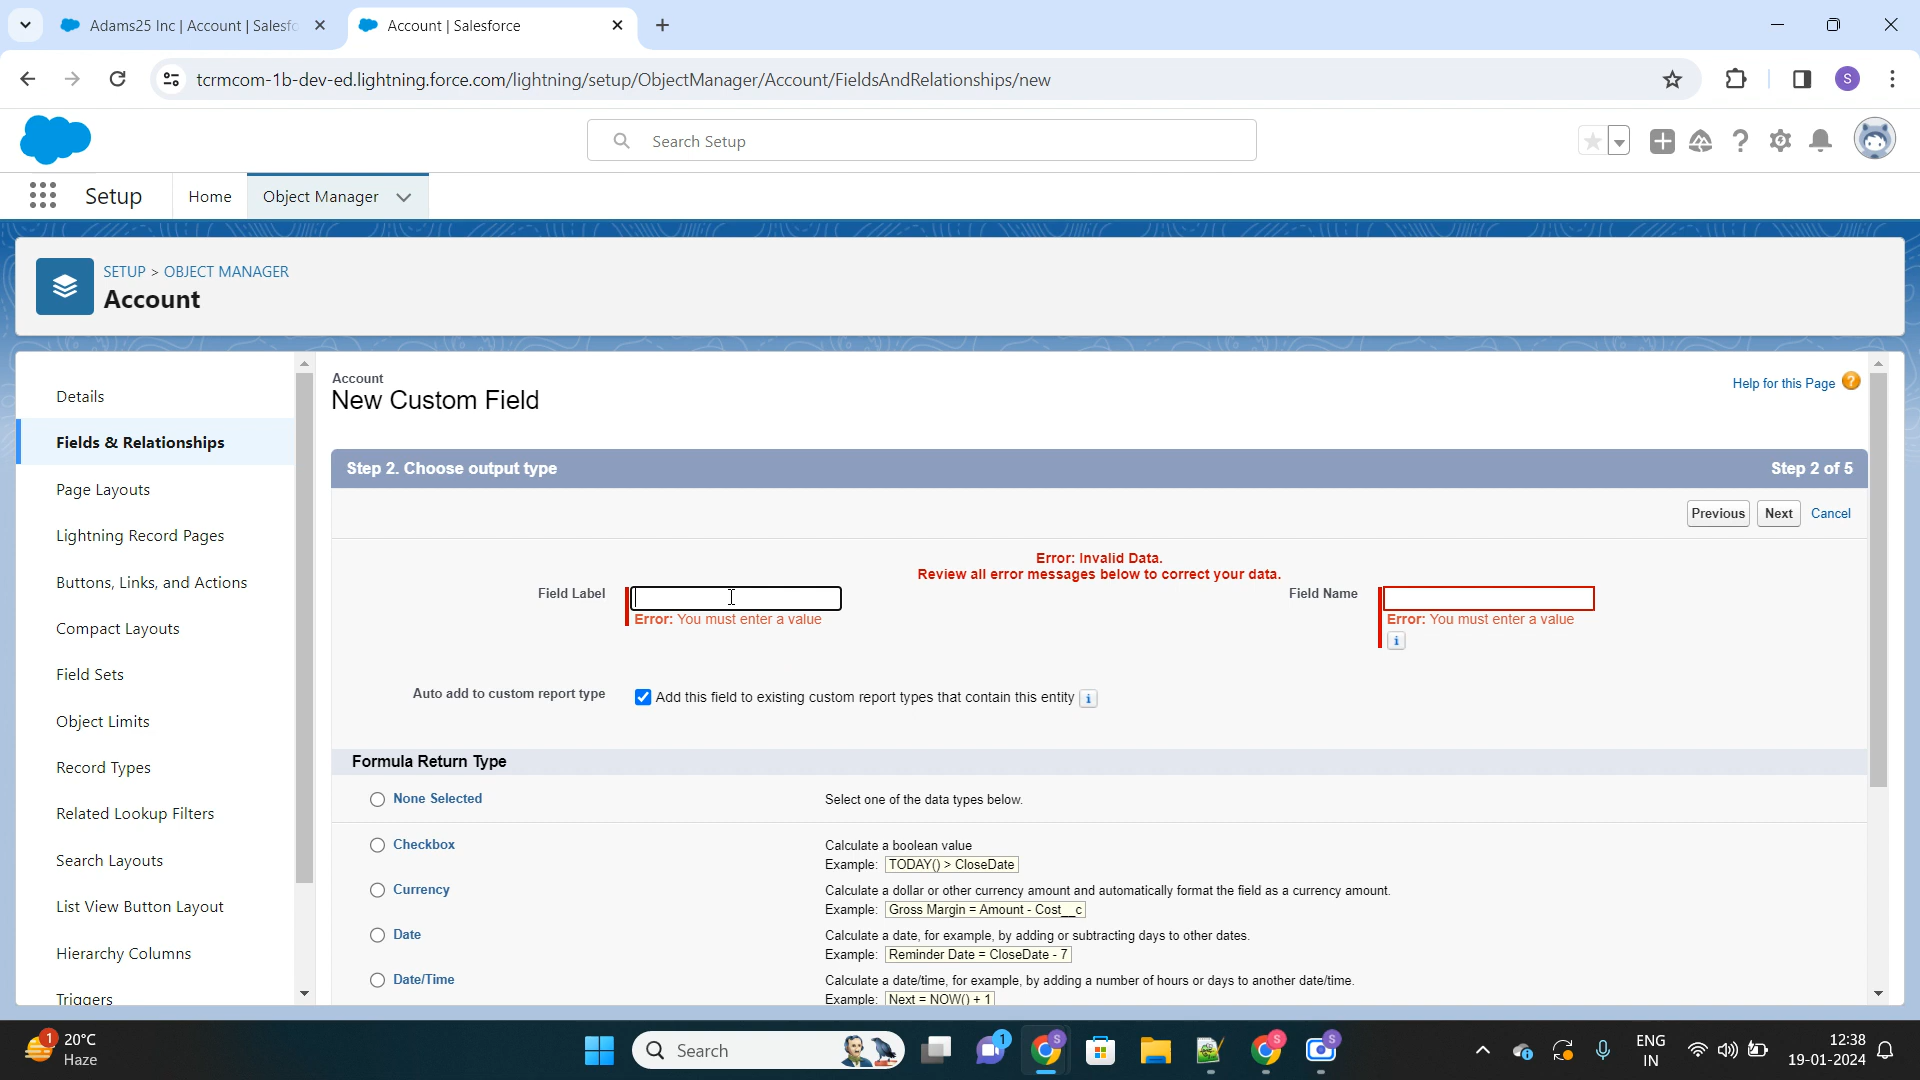 Adams25 Inc | Account | Salesfo
Account | Salesforce
tcrmcom-1b-dev-ed.lightning.force.com/lightning/setup/ObjectManager/Account/FieldsAndRelationships/new
S
Search Setup
Setup
Home
Object Manager
SETUP > OBJECT MANAGER
Account
Details
Fields & Relationships
Page Layouts
Lightning Record Pages
Buttons, Links, and Actions
Compact Layouts
Field Sets
Object Limits
Record Types
Related Lookup Filters
Search Layouts
List View Button Layout
Hierarchy Columns
Triggers
Account
New Custom Field
Help for this Page ?
Step 2. Choose output type
Step 2 of 5
Previous Next Cancel
Error: Invalid Data.
Review all error messages below to correct your data.
Field Label
Error: You must enter a value
Field Name
Error: You must enter a value
i
Auto add to custom report type
Add this field to existing custom report types that contain this entity i
Formula Return Type
None Selected
Select one of the data types below.
Checkbox
Calculate a boolean value
Example: TODAY() > CloseDate
Currency
Calculate a dollar or other currency amount and automatically format the field as a currency amount.
Example: Gross Margin = Amount - Cost__c
Date
Calculate a date, for example, by adding or subtracting days to other dates.
Example: Reminder Date = CloseDate - 7
Date/Time
Calculate a date/time, for example, by adding a number of hours or days to another date/time.
Example: Next = NOW() + 1
1
20°C
Haze
Search
1
S
S
S
ENG
IN
12:38
19-01-2024